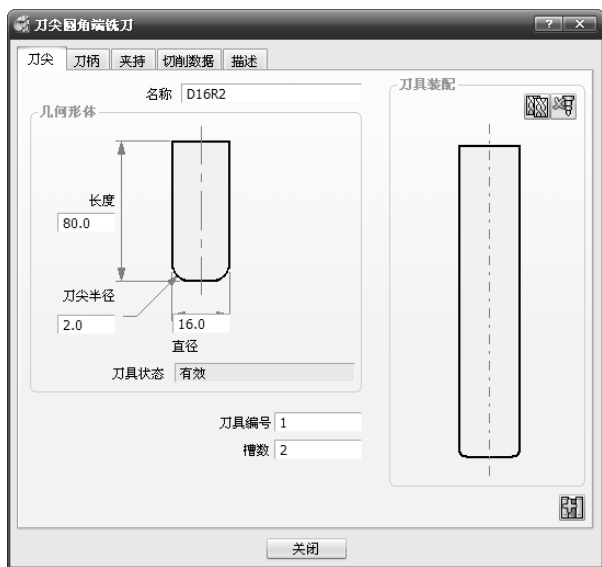 刀尖圆角端铣刀
刀尖 刀柄 夹持 切削数据 描述
名称 D16R2
几何形体
长度
80.0
刀尖半径
2.0
16.0
直径
刀具状态 有效
刀具编号 1
槽数 2
刀具装配
关闭